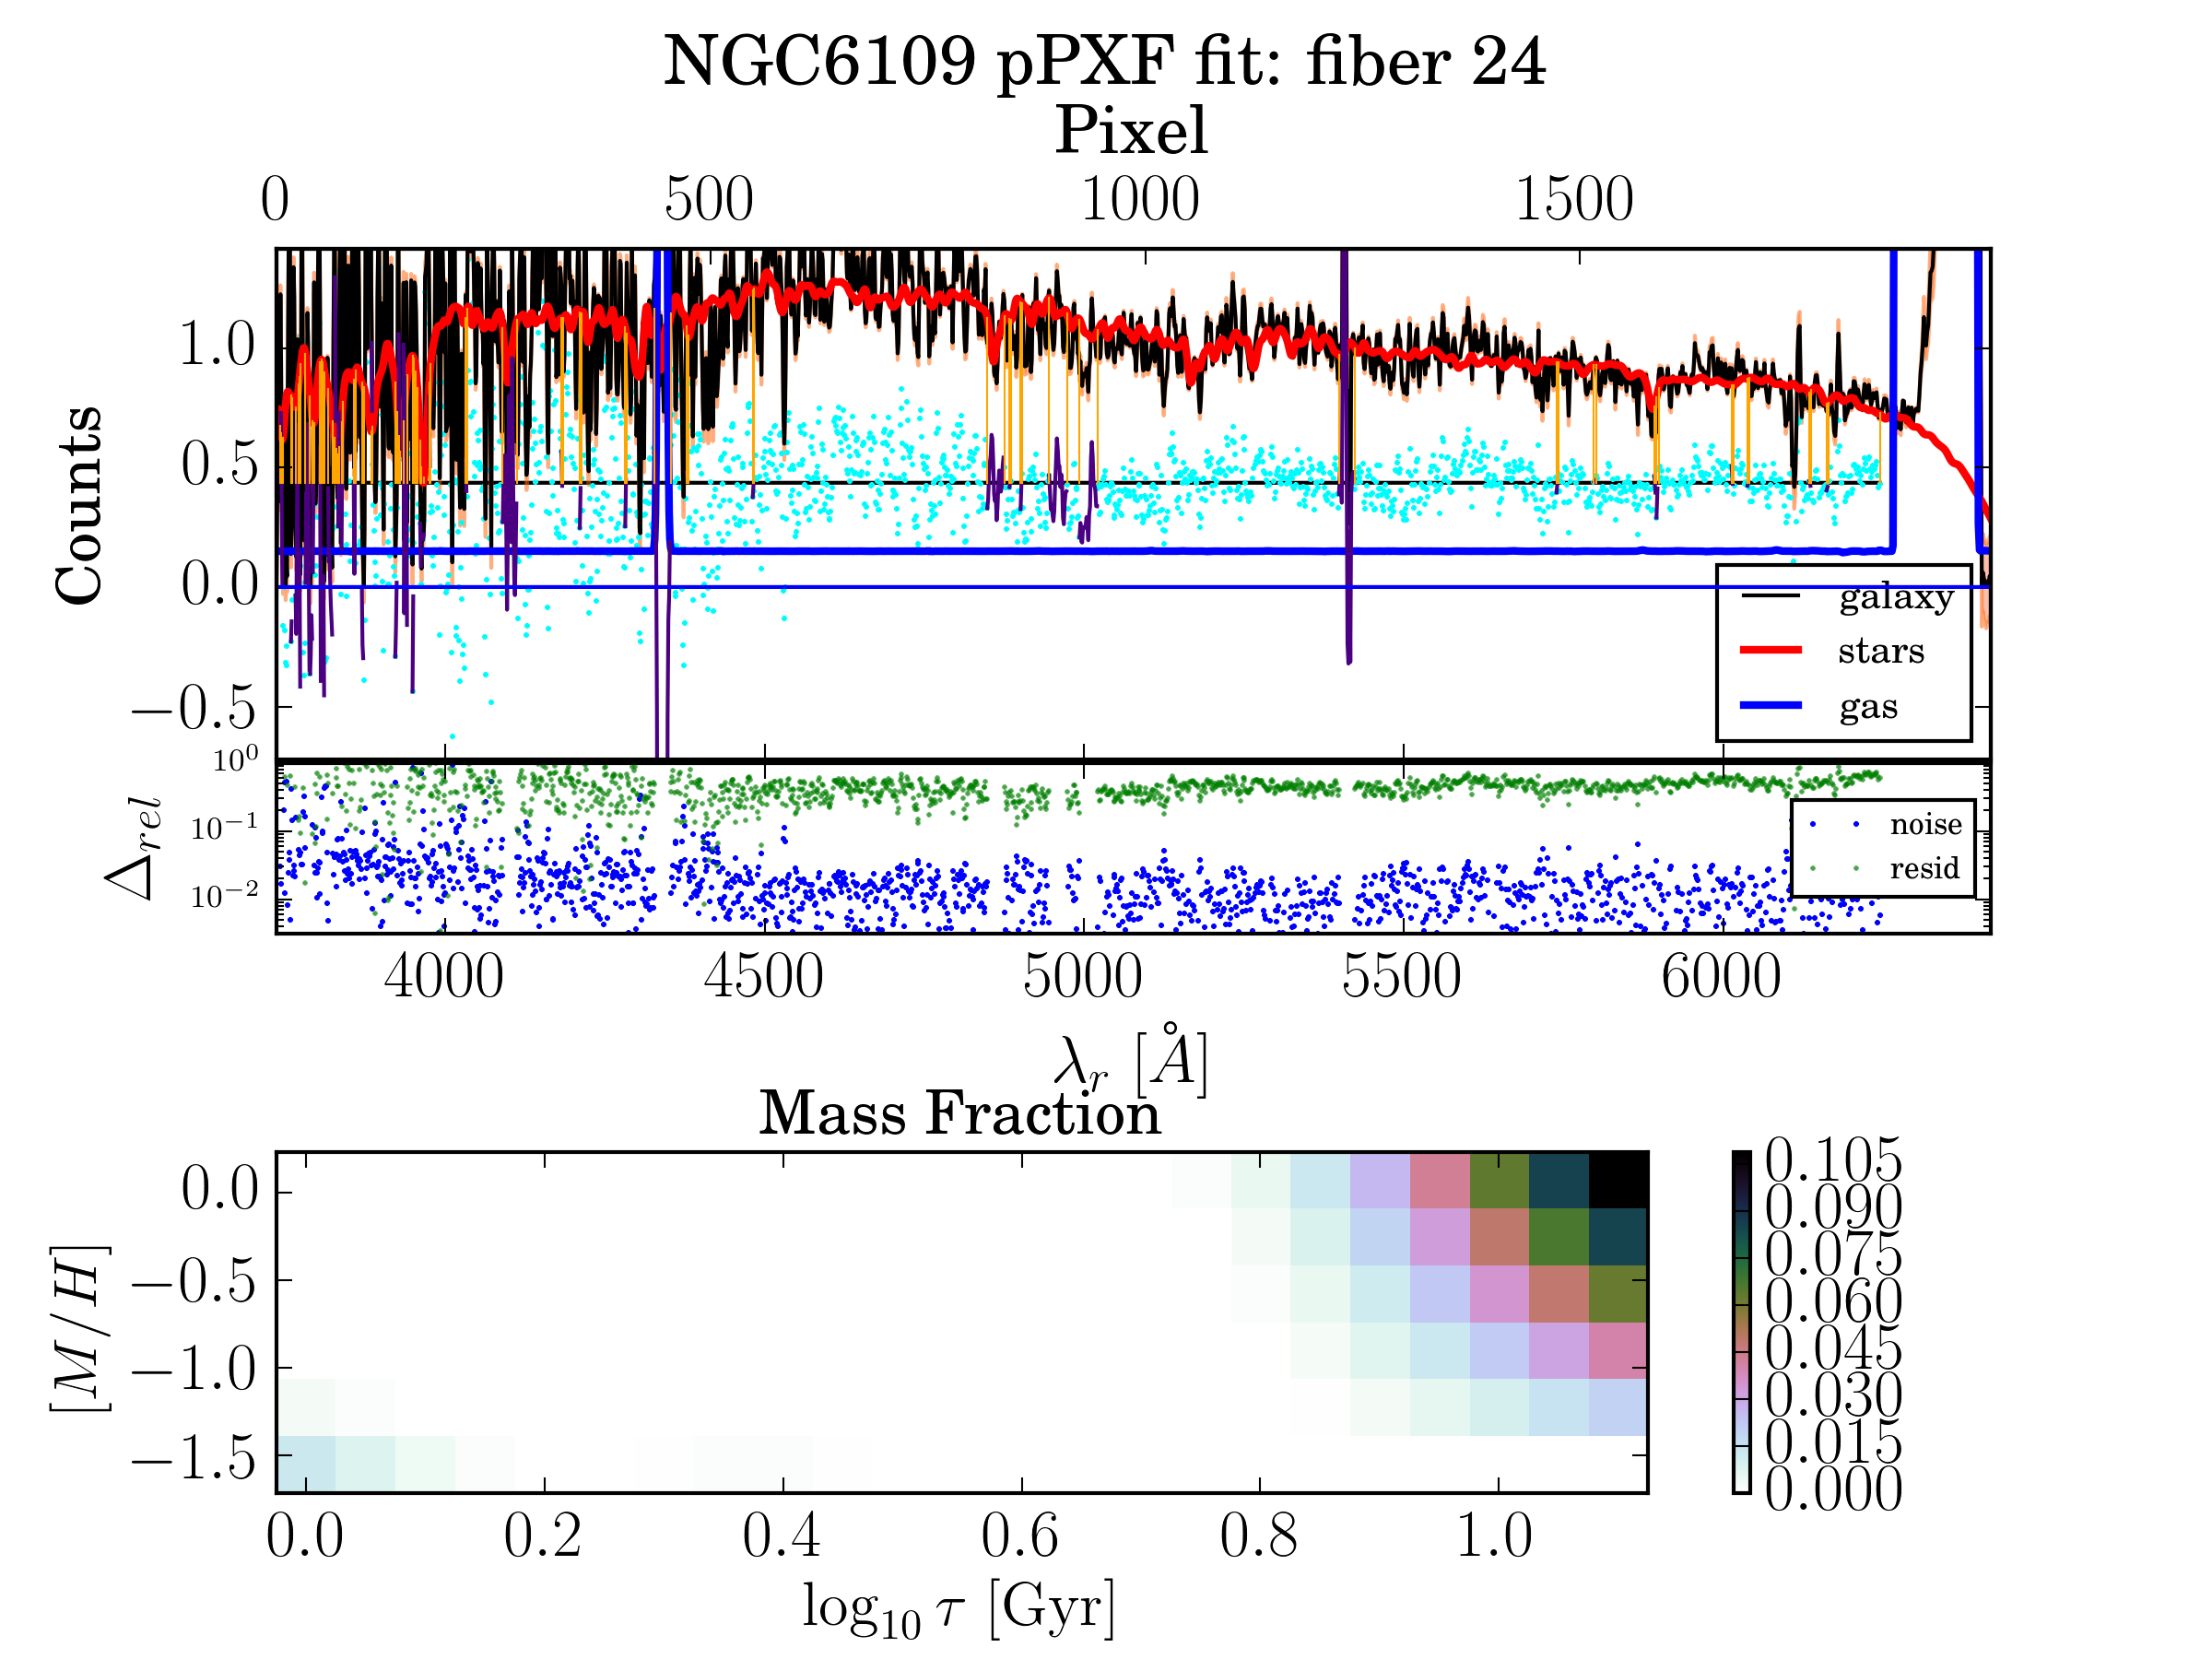 NGC6109 pPXF fit: fiber 24
Pixel
0 500 1000 1500
Counts
1.0
0.5
0.0
−0.5
galaxy
stars
gas
Δrel
10⁰
10⁻¹
10⁻²
noise
resid
4000 4500 5000 5500 6000
λr [Å]
Mass Fraction
[M/H]
0.0
−0.5
−1.0
−1.5
0.105
0.090
0.075
0.060
0.045
0.030
0.015
0.000
0.0 0.2 0.4 0.6 0.8 1.0
log₁₀ τ [Gyr]